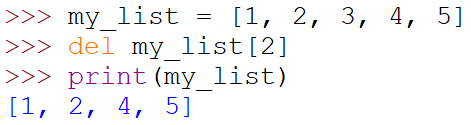 >>> my_list = [1, 2, 3, 4, 5]
>>> del my_list[2]
>>> print(my_list)
[1, 2, 4, 5]